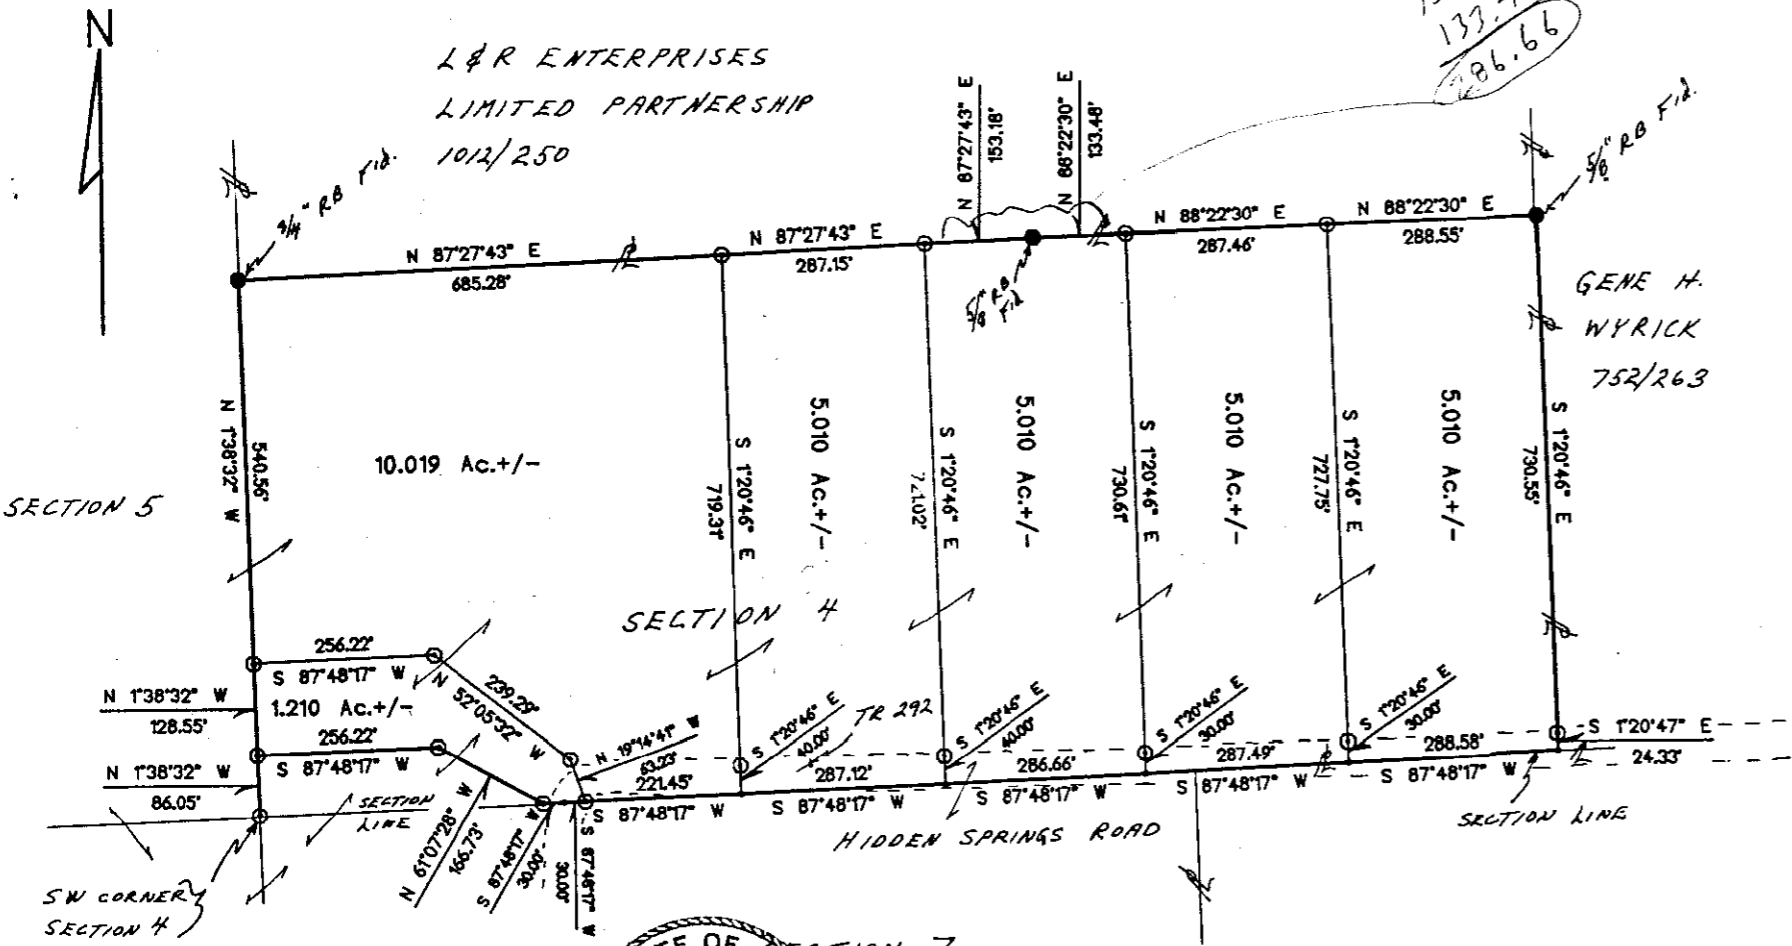 N
L & R ENTERPRISES
LIMITED PARTNERSHIP
1012/250
133.4
286.66
3/4" RB F'd.
5/8" RB F'd.
N 87°27'43" E
153.18'
N 88°22'30" E
133.48'
N 87°27'43" E
685.28'
N 87°27'43" E
287.15'
N 88°22'30" E
287.46'
N 88°22'30" E
288.55'
5/8" RB
F'd
GENE H.
WYRICK
752/263
SECTION 5
N 1°38'32" W
540.56'
10.019 Ac.+/-
S 1°20'46" E
719.31'
5.010 Ac.+/-
S 1°20'46" E
721.02'
5.010 Ac.+/-
S 1°20'46" E
730.61'
5.010 Ac.+/-
S 1°20'46" E
727.75'
5.010 Ac.+/-
S 1°20'46" E
730.55'
SECTION 4
256.22'
S 87°48'17" W
N 1°38'32" W
128.55'
1.210 Ac.+/-
239.29'
N 52°05'32" W
N 19°14'41" W
63.23'
256.22'
S 87°48'17" W
N 1°38'32" W
86.05'
SECTION
LINE
N 61°07'28" W
166.73'
S 87°48'17" W
30.00'
S 87°48'17" W
30.00'
221.45'
S 87°48'17" W
S 1°20'46" E
40.00'
TR 292
287.12'
S 87°48'17" W
S 1°20'46" E
40.00'
286.66'
S 87°48'17" W
S 1°20'46" E
30.00'
287.49'
S 87°48'17" W
S 1°20'46" E
30.00'
288.58'
S 87°48'17" W
S 1°20'47" E
24.33'
HIDDEN SPRINGS ROAD
SECTION LINE
SW CORNER
SECTION 4
TE OF
ECTION 7